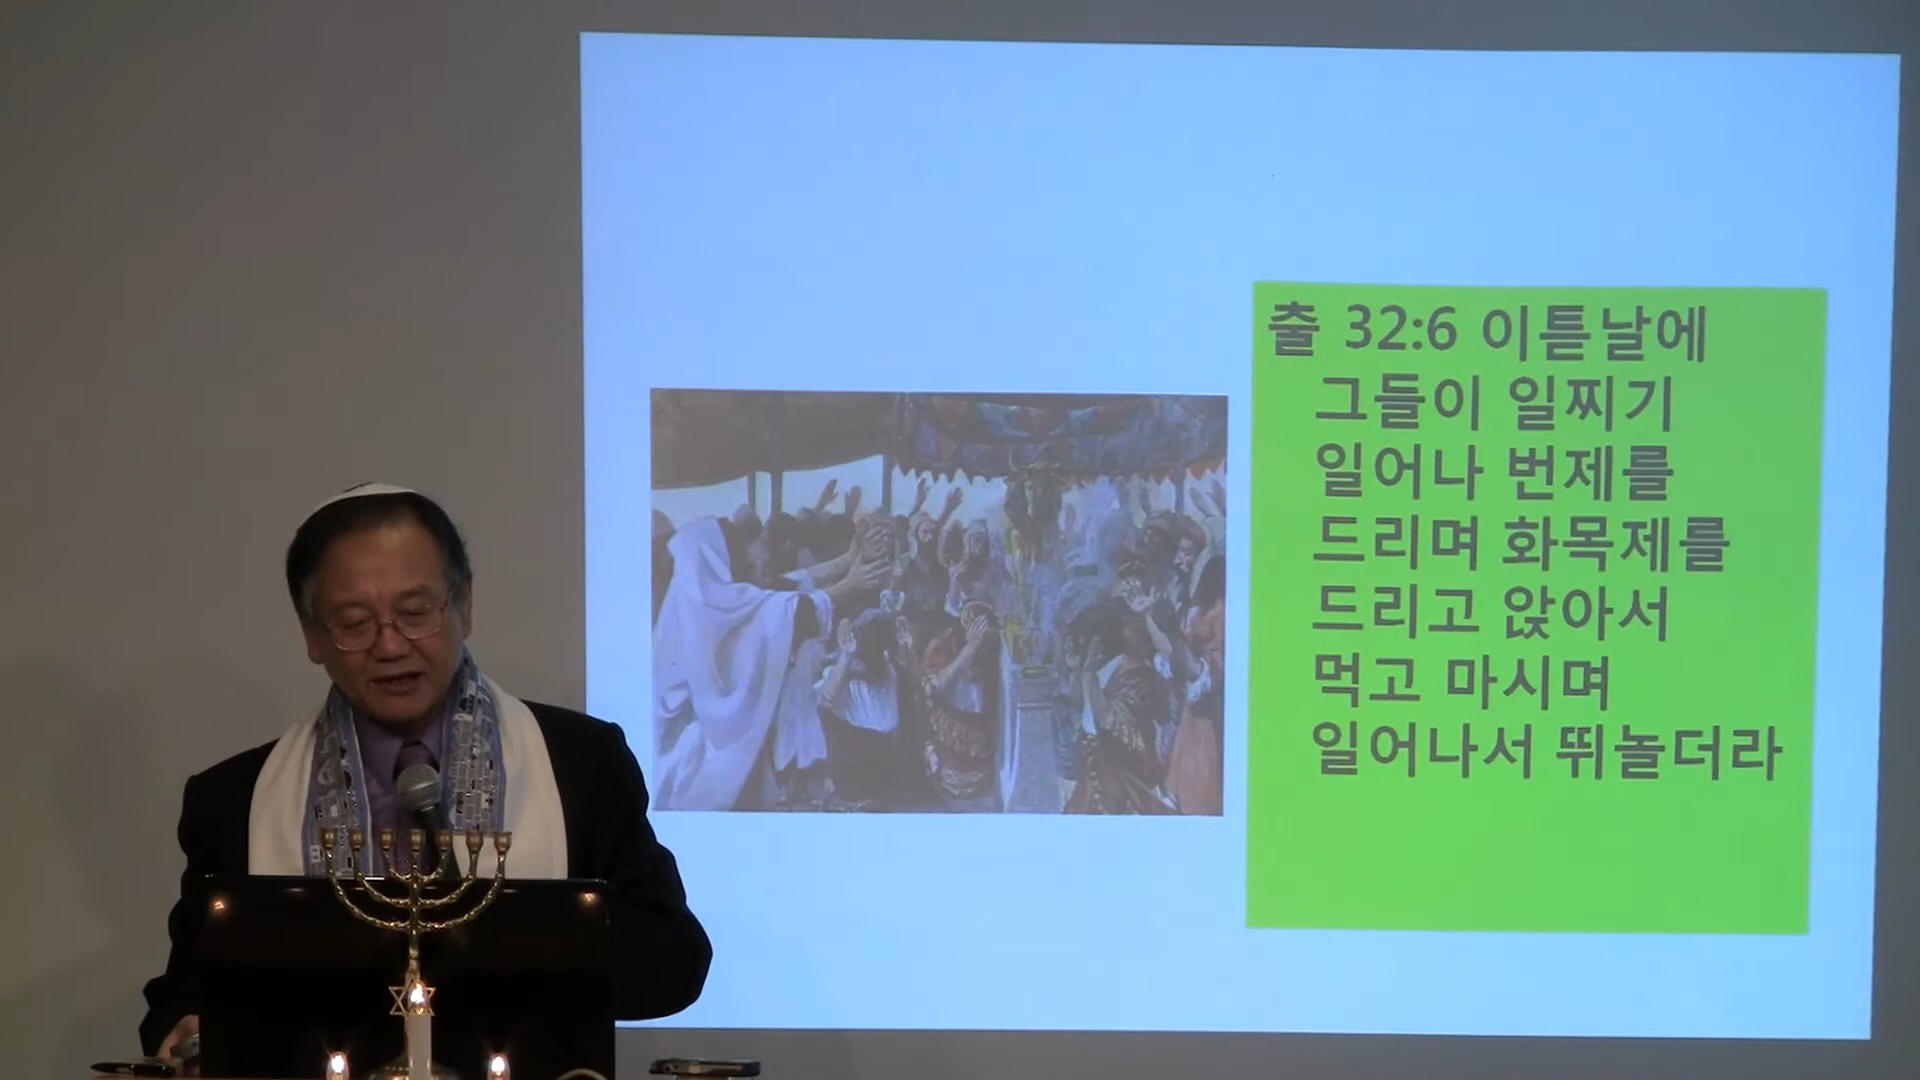 출 32:6 이튿날에
그들이 일찌기
일어나 번제를
드리며 화목제를
드리고 앉아서
먹고 마시며
일어나서 뛰놀더라